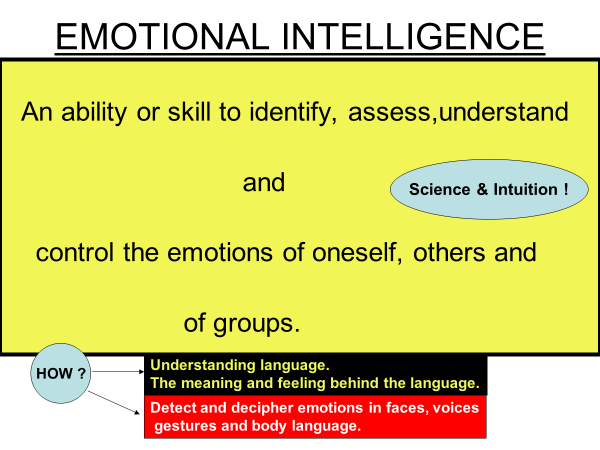 EMOTIONAL INTELLIGENCE
An ability or skill to identify, assess,understand
and
Science & Intuition !
control the emotions of oneself, others and
of groups.
HOW ?
Understanding language.
The meaning and feeling behind the language.
Detect and decipher emotions in faces, voices
gestures and body language.